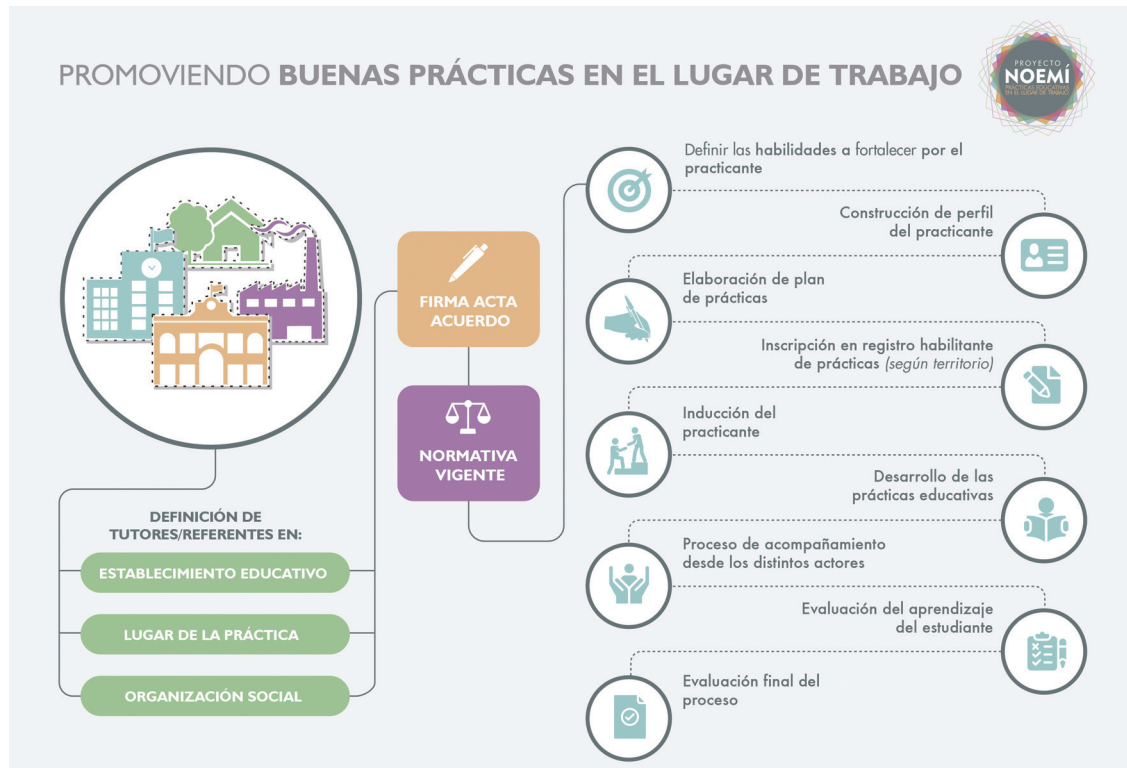 PROMOVIENDO BUENAS PRÁCTICAS EN EL LUGAR DE TRABAJO
PROYECTO
NOEMÍ
PRÁCTICAS EDUCATIVAS
EN EL LUGAR DE TRABAJO
DEFINICIÓN DE
TUTORES/REFERENTES EN:
ESTABLECIMIENTO EDUCATIVO
LUGAR DE LA PRÁCTICA
ORGANIZACIÓN SOCIAL
FIRMA ACTA
ACUERDO
NORMATIVA
VIGENTE
Definir las habilidades a fortalecer por el
practicante
Construcción de perfil
del practicante
Elaboración de plan
de prácticas
Inscripción en registro habilitante
de prácticas (según territorio)
Inducción del
practicante
Desarrollo de las
prácticas educativas
Proceso de acompañamiento
desde los distintos actores
Evaluación del aprendizaje
del estudiante
Evaluación final del
proceso